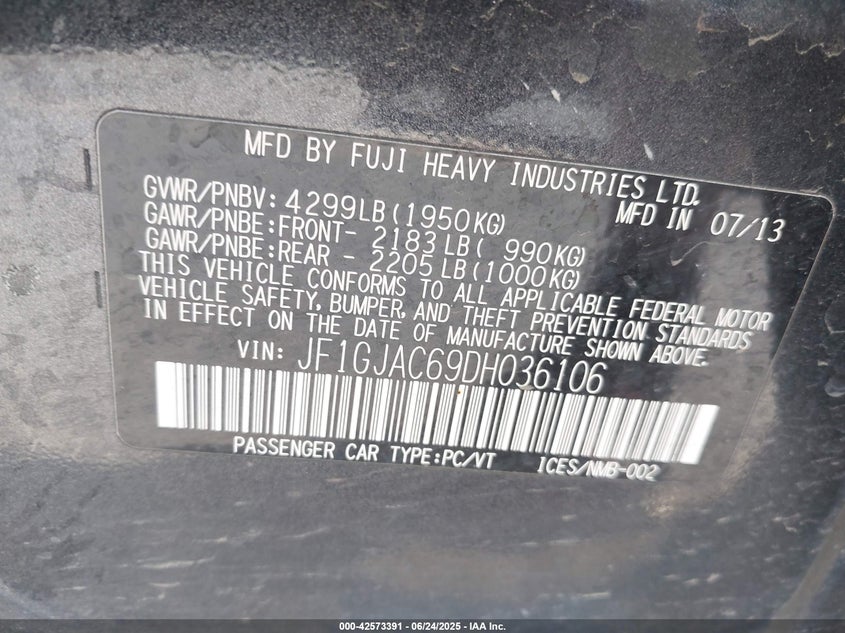 MFD BY FUJI HEAVY INDUSTRIES LTD.
GVWR/PNBV: 4299LB(1950KG) MFD IN 07/13
GAWR/PNBE:FRONT- 2183LB( 990KG)
GAWR/PNBE:REAR - 2205LB(1000KG)
THIS VEHICLE CONFORMS TO ALL APPLICABLE FEDERAL MOTOR
VEHICLE SAFETY, BUMPER, AND THEFT PREVENTION STANDARDS
IN EFFECT ON THE DATE OF MANUFACTURE SHOWN ABOVE.
VIN: JF1GJAC69DH036106
PASSENGER CAR TYPE:PC/VT ICES/NMB-002
000-42573391 - 06/24/2025 - IAA Inc.